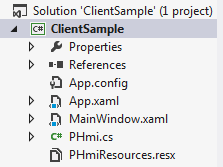 Solution 'ClientSample' (1 project)
C# ClientSample
Properties
References
App.config
App.xaml
MainWindow.xaml
C# PHmi.cs
PHmiResources.resx